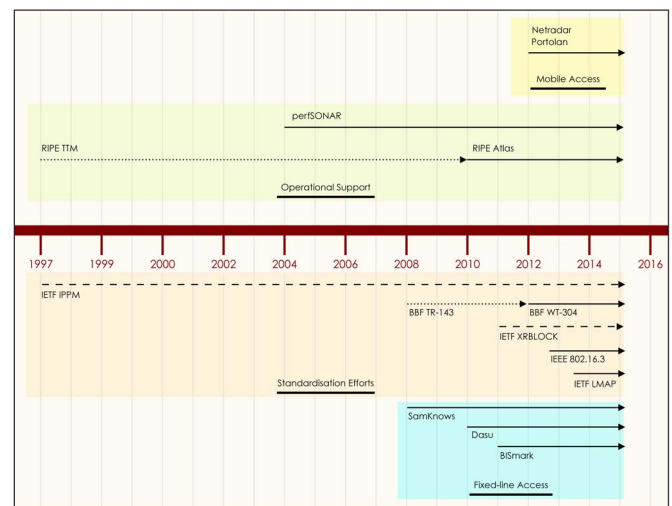 Netradar
Portolan
Mobile Access
perfSONAR
RIPE TTM
RIPE Atlas
Operational Support
1997
1999
2000
2002
2004
2006
2008
2010
2012
2014
2016
IETF IPPM
BBF TR-143
BBF WT-304
IETF XRBLOCK
IEEE 802.16.3
IETF LMAP
Standardisation Efforts
SamKnows
Dasu
BISmark
Fixed-line Access